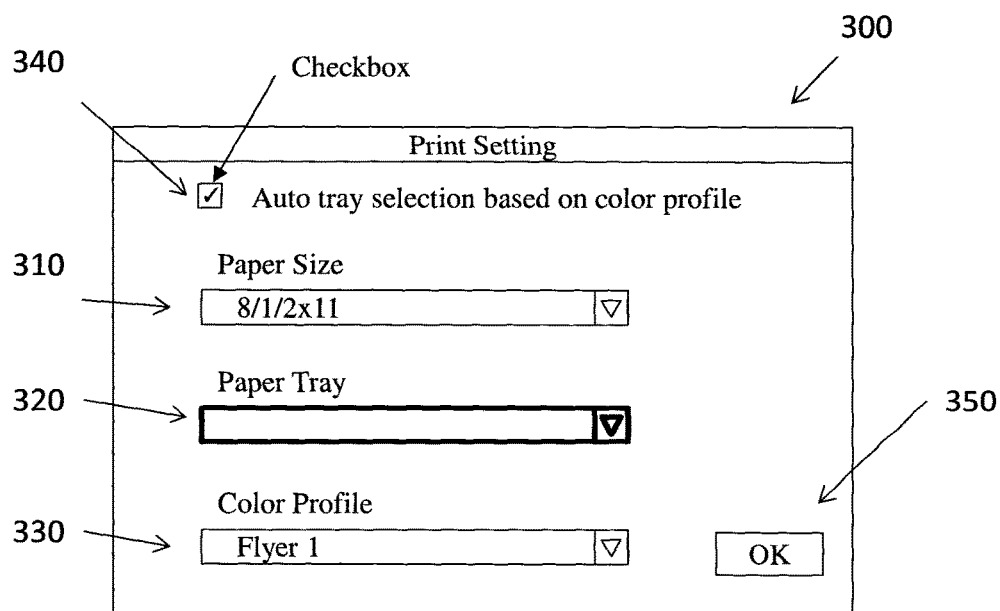 300
340
Checkbox
Print Setting
✓ Auto tray selection based on color profile
310
Paper Size
8/1/2x11
Paper Tray
320
350
Color Profile
330
Flyer 1
OK